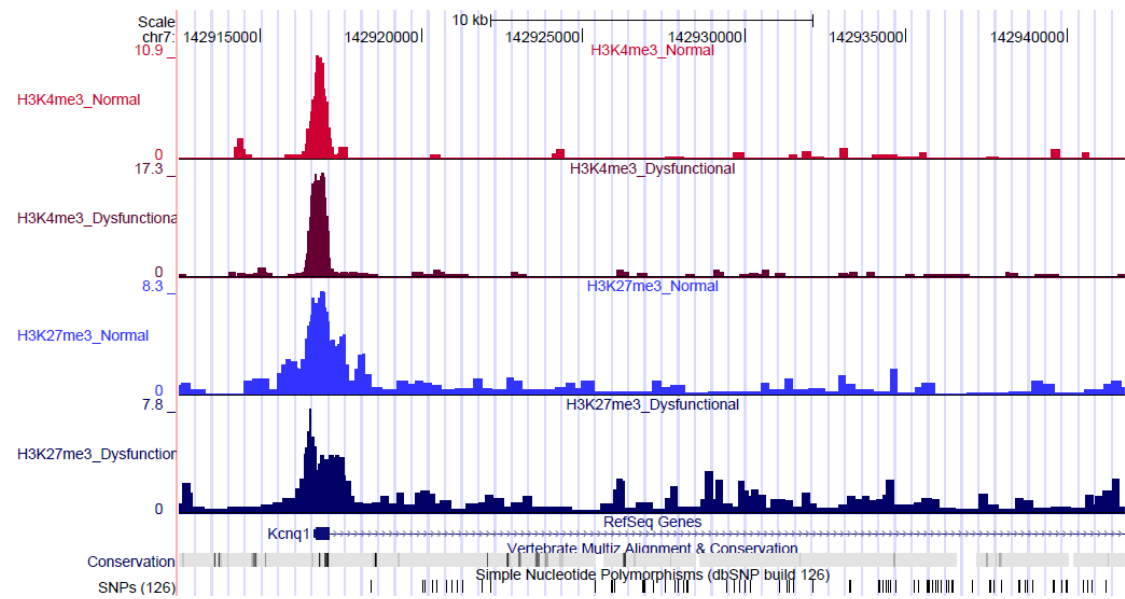 Scale 10 kb
chr7: 142915000 142920000 142925000 142930000 142935000 142940000
10.9 _ H3K4me3_Normal
H3K4me3_Normal
0
17.3 _ H3K4me3_Dysfunctional
H3K4me3_Dysfunctiona
0
8.3 _ H3K27me3_Normal
H3K27me3_Normal
0
7.8 _ H3K27me3_Dysfunctional
H3K27me3_Dysfunction
0
RefSeq Genes
Kcnq1
Vertebrate Multiz Alignment & Conservation
Conservation
Simple Nucleotide Polymorphisms (dbSNP build 126)
SNPs (126)